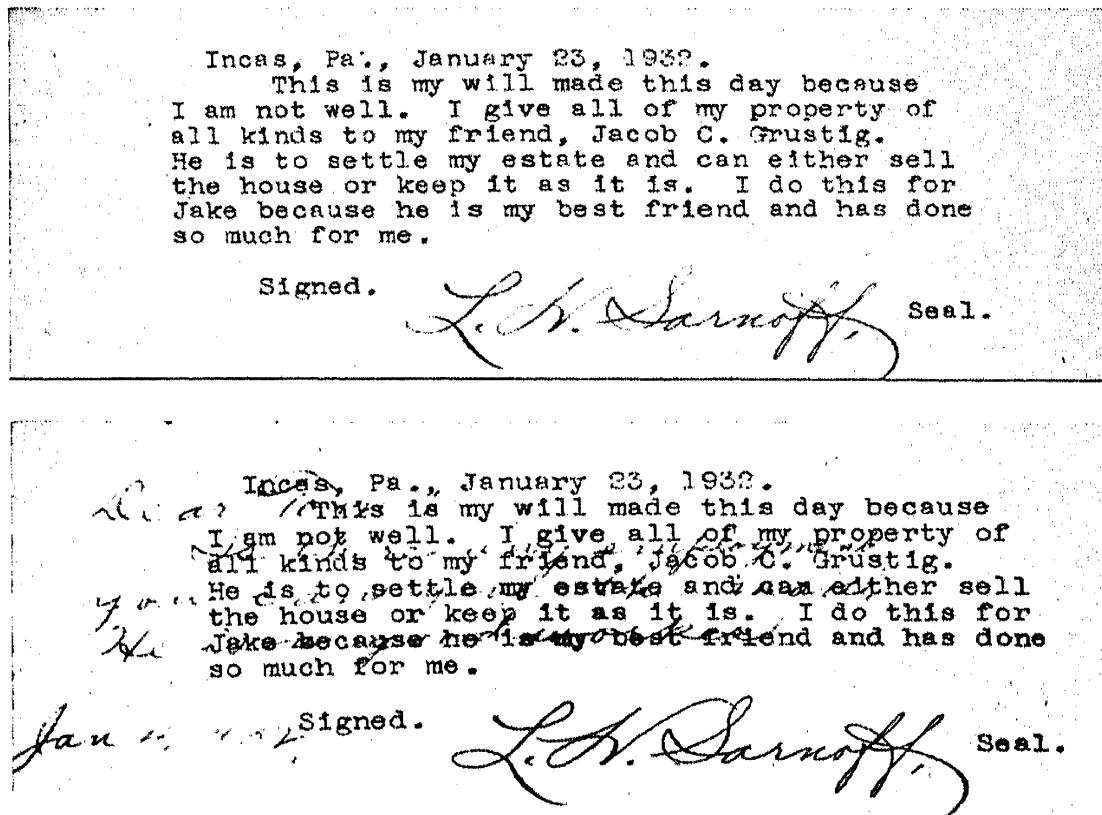 Incas, Pa., January 23, 1932.
This is my will made this day because
I am not well. I give all of my property of
all kinds to my friend, Jacob C. Grustig.
He is to settle my estate and can either sell
the house or keep it as it is. I do this for
Jake because he is my best friend and has done
so much for me.
Signed.
L. W. Sarnoff,
Seal.
Incas, Pa., January 23, 1932.
Dear
This is my will made this day because
I am not well. I give all of my property of
all kinds to my friend, Jacob C. Grustig.
you
He is to settle my estate and can either sell
the house or keep it as it is. I do this for
He
Jake because he is my best friend and has done
so much for me.
Jan
Signed.
L. W. Sarnoff,
Seal.